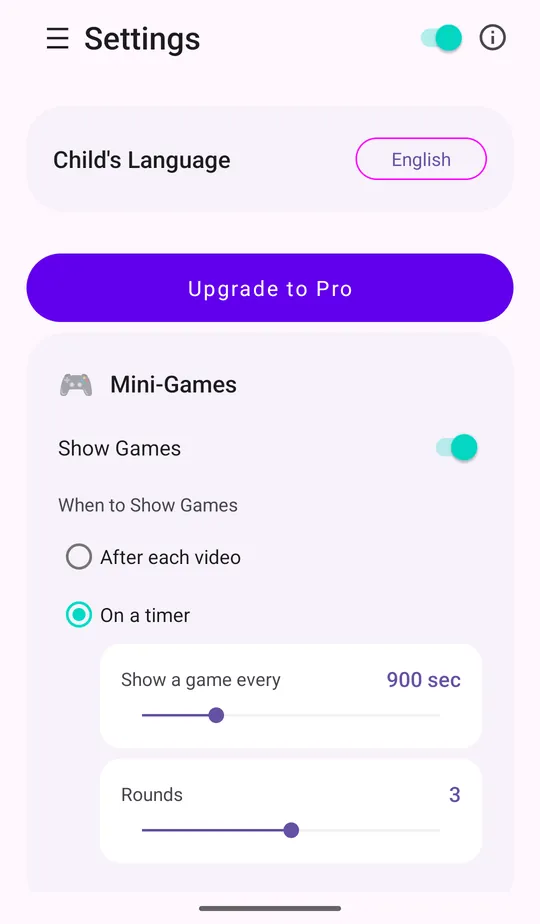 Settings
Child's Language
English
Upgrade to Pro
Mini-Games
Show Games
When to Show Games
After each video
On a timer
Show a game every 900 sec
Rounds 3